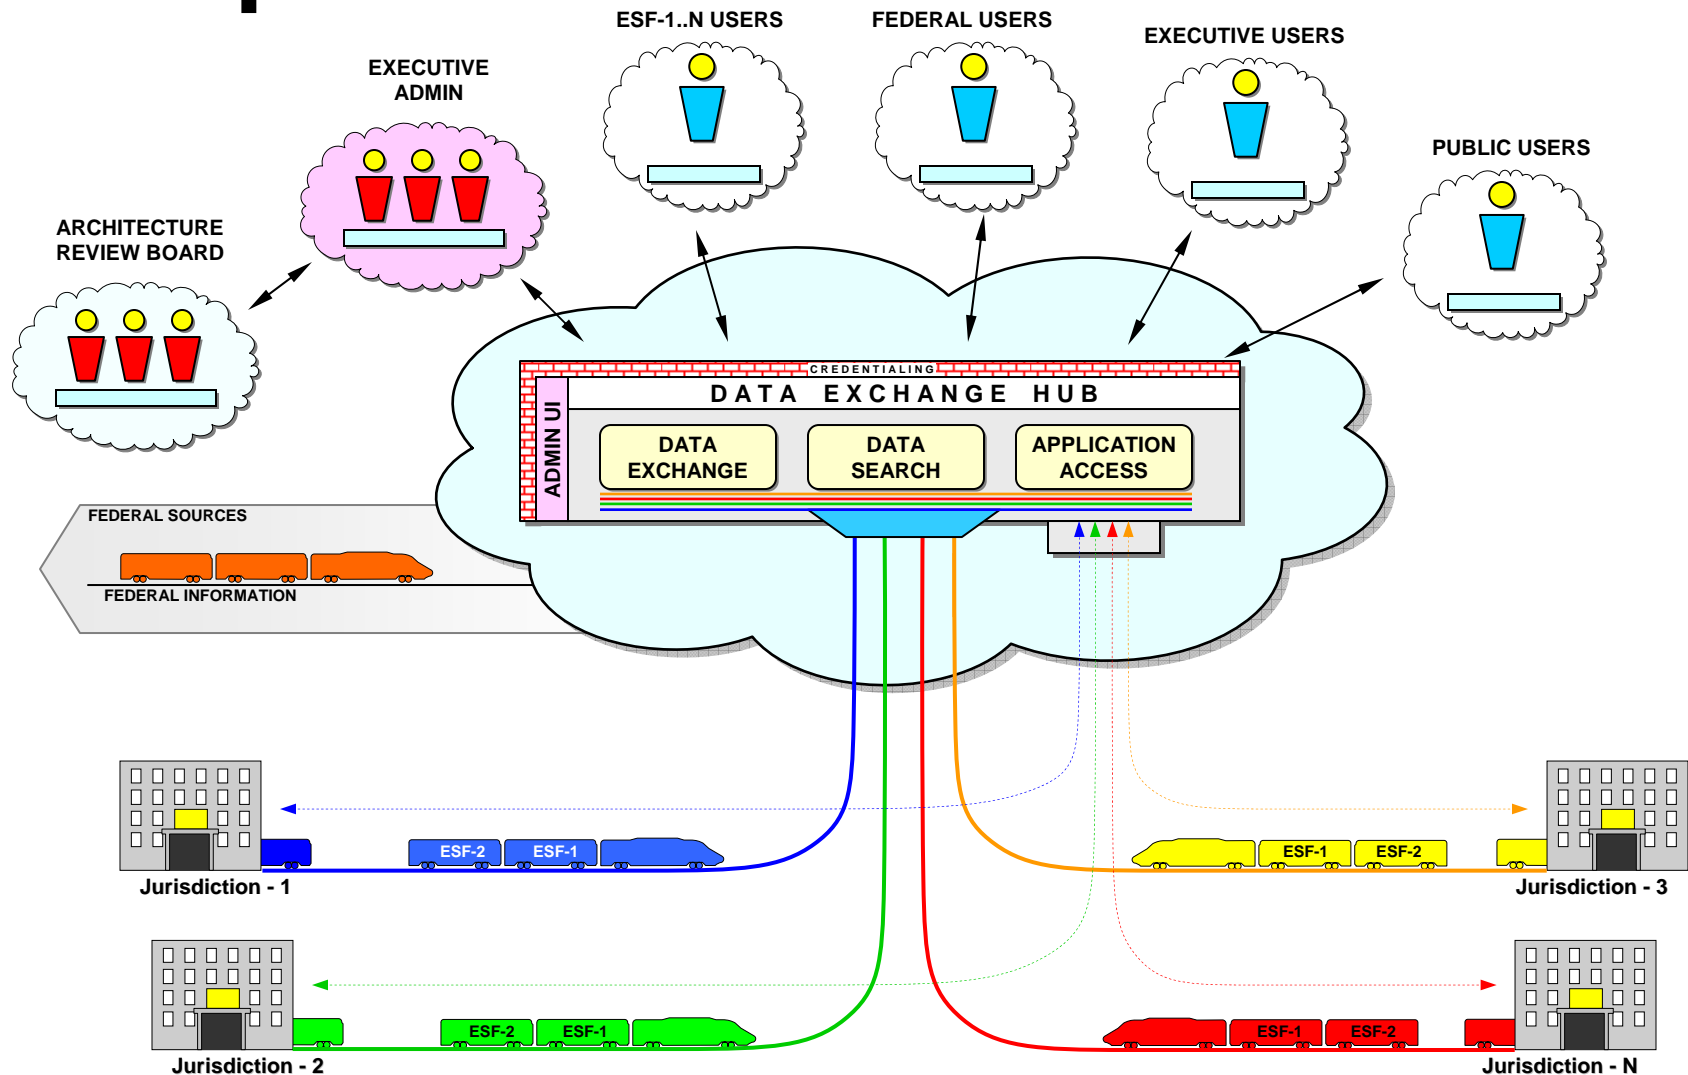 ESF-1..N USERS
FEDERAL USERS
EXECUTIVE USERS
EXECUTIVE
ADMIN
PUBLIC USERS
ARCHITECTURE
REVIEW BOARD
CREDENTIALING
DATA EXCHANGE HUB
ADMIN UI
DATA
EXCHANGE
DATA
SEARCH
APPLICATION
ACCESS
FEDERAL SOURCES
FEDERAL INFORMATION
ESF-2
ESF-1
ESF-1
ESF-2
Jurisdiction - 1
Jurisdiction - 3
ESF-2
ESF-1
ESF-1
ESF-2
Jurisdiction - 2
Jurisdiction - N